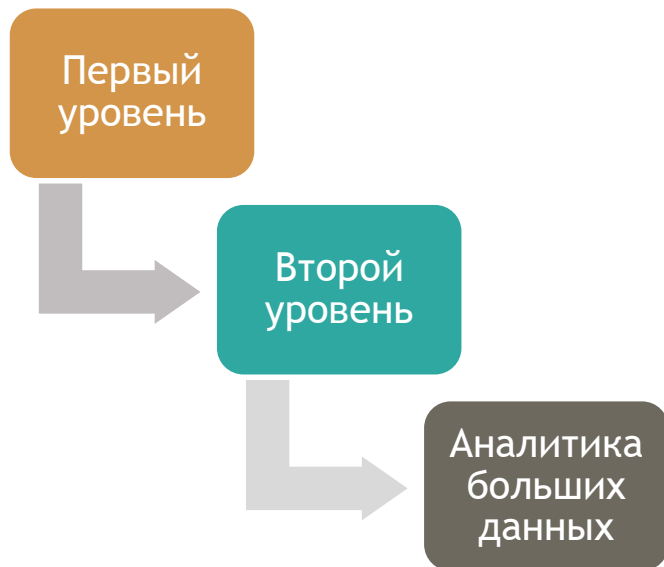 Первый
уровень
Второй
уровень
Аналитика
больших
данных